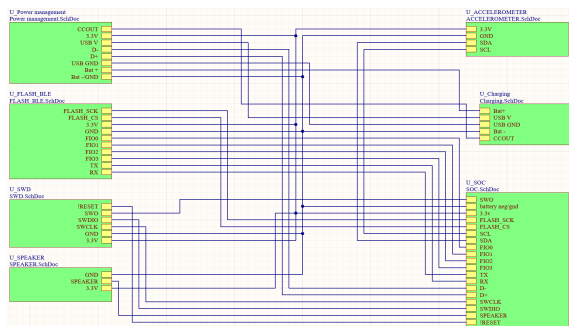 U_Power management
Power management.SchDoc
CCOUT
3.3V
USB V
D-
D+
USB GND
Bat +
Bat - GND
U_FLASH_BLE
FLASH_BLE.SchDoc
FLASH_SCK
FLASH_CS
3.3V
GND
FIO0
FIO1
FIO2
FIO3
TX
RX
U_SWD
SWD.SchDoc
!RESET
SWO
SWDIO
SWCLK
GND
3.3V
U_SPEAKER
SPEAKER.SchDoc
GND
SPEAKER
3.3V
U_ACCELEROMETER
ACCELEROMETER.SchDoc
3.3V
GND
SDA
SCL
U_Charging
Charging.SchDoc
Bat+
USB V
USB GND
Bat -
CCOUT
U_SOC
SOC.SchDoc
SWO
battery neg/gnd
3.3v
FLASH_SCK
FLASH_CS
SCL
SDA
FIO0
FIO1
FIO2
FIO3
TX
RX
D-
D+
SWCLK
SWDIO
SPEAKER
!RESET